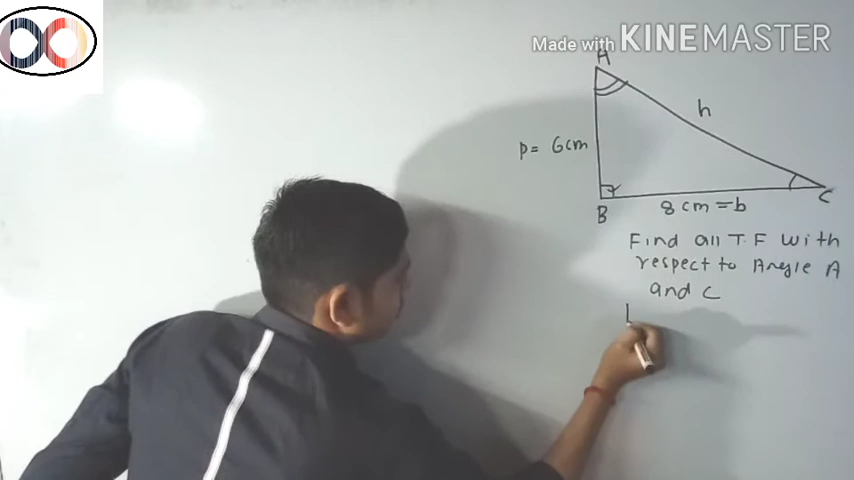 Made with KINEMASTER
A
h
p= 6cm
B
8 cm =b
C
Find all T.F with
respect to Angle A
and C